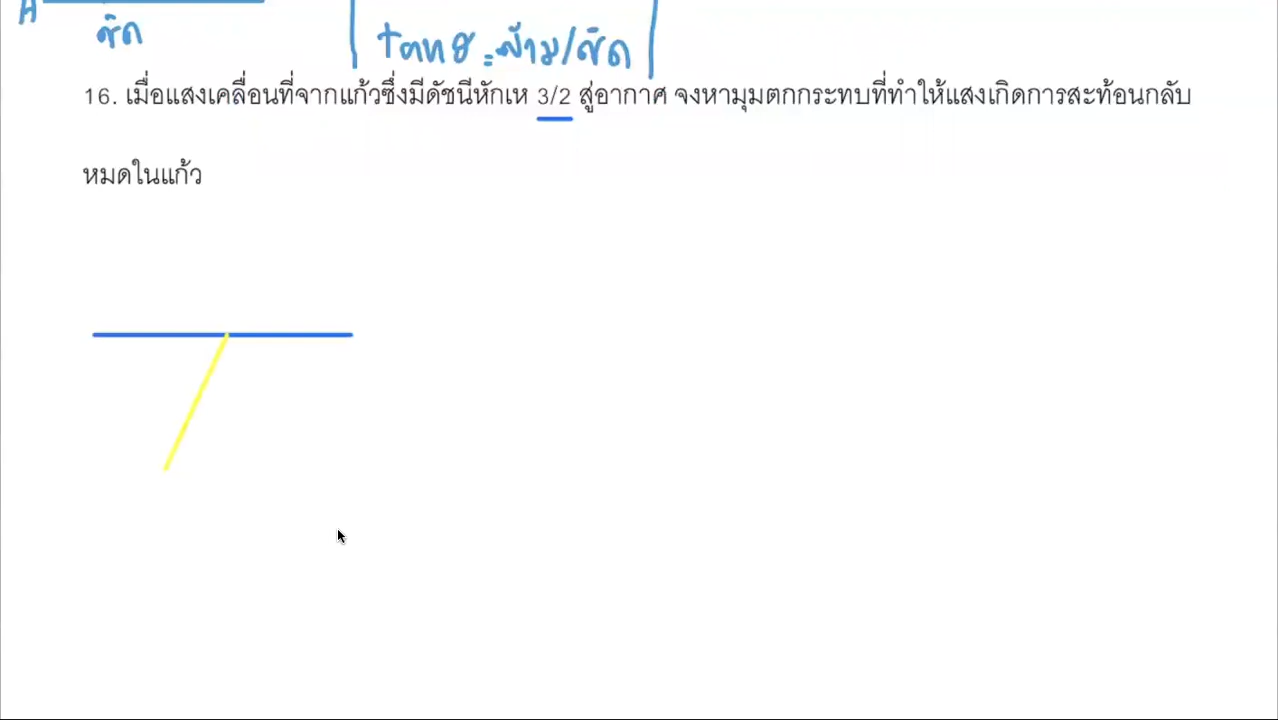 A
ชิด
tanθ = ข้าม/ชิด
16. เมื่อแสงเคลื่อนที่จากแก้วซึ่งมีดัชนีหักเห 3/2 สู่อากาศ จงหามุมตกกระทบที่ทำให้แสงเกิดการสะท้อนกลับ
หมดในแก้ว